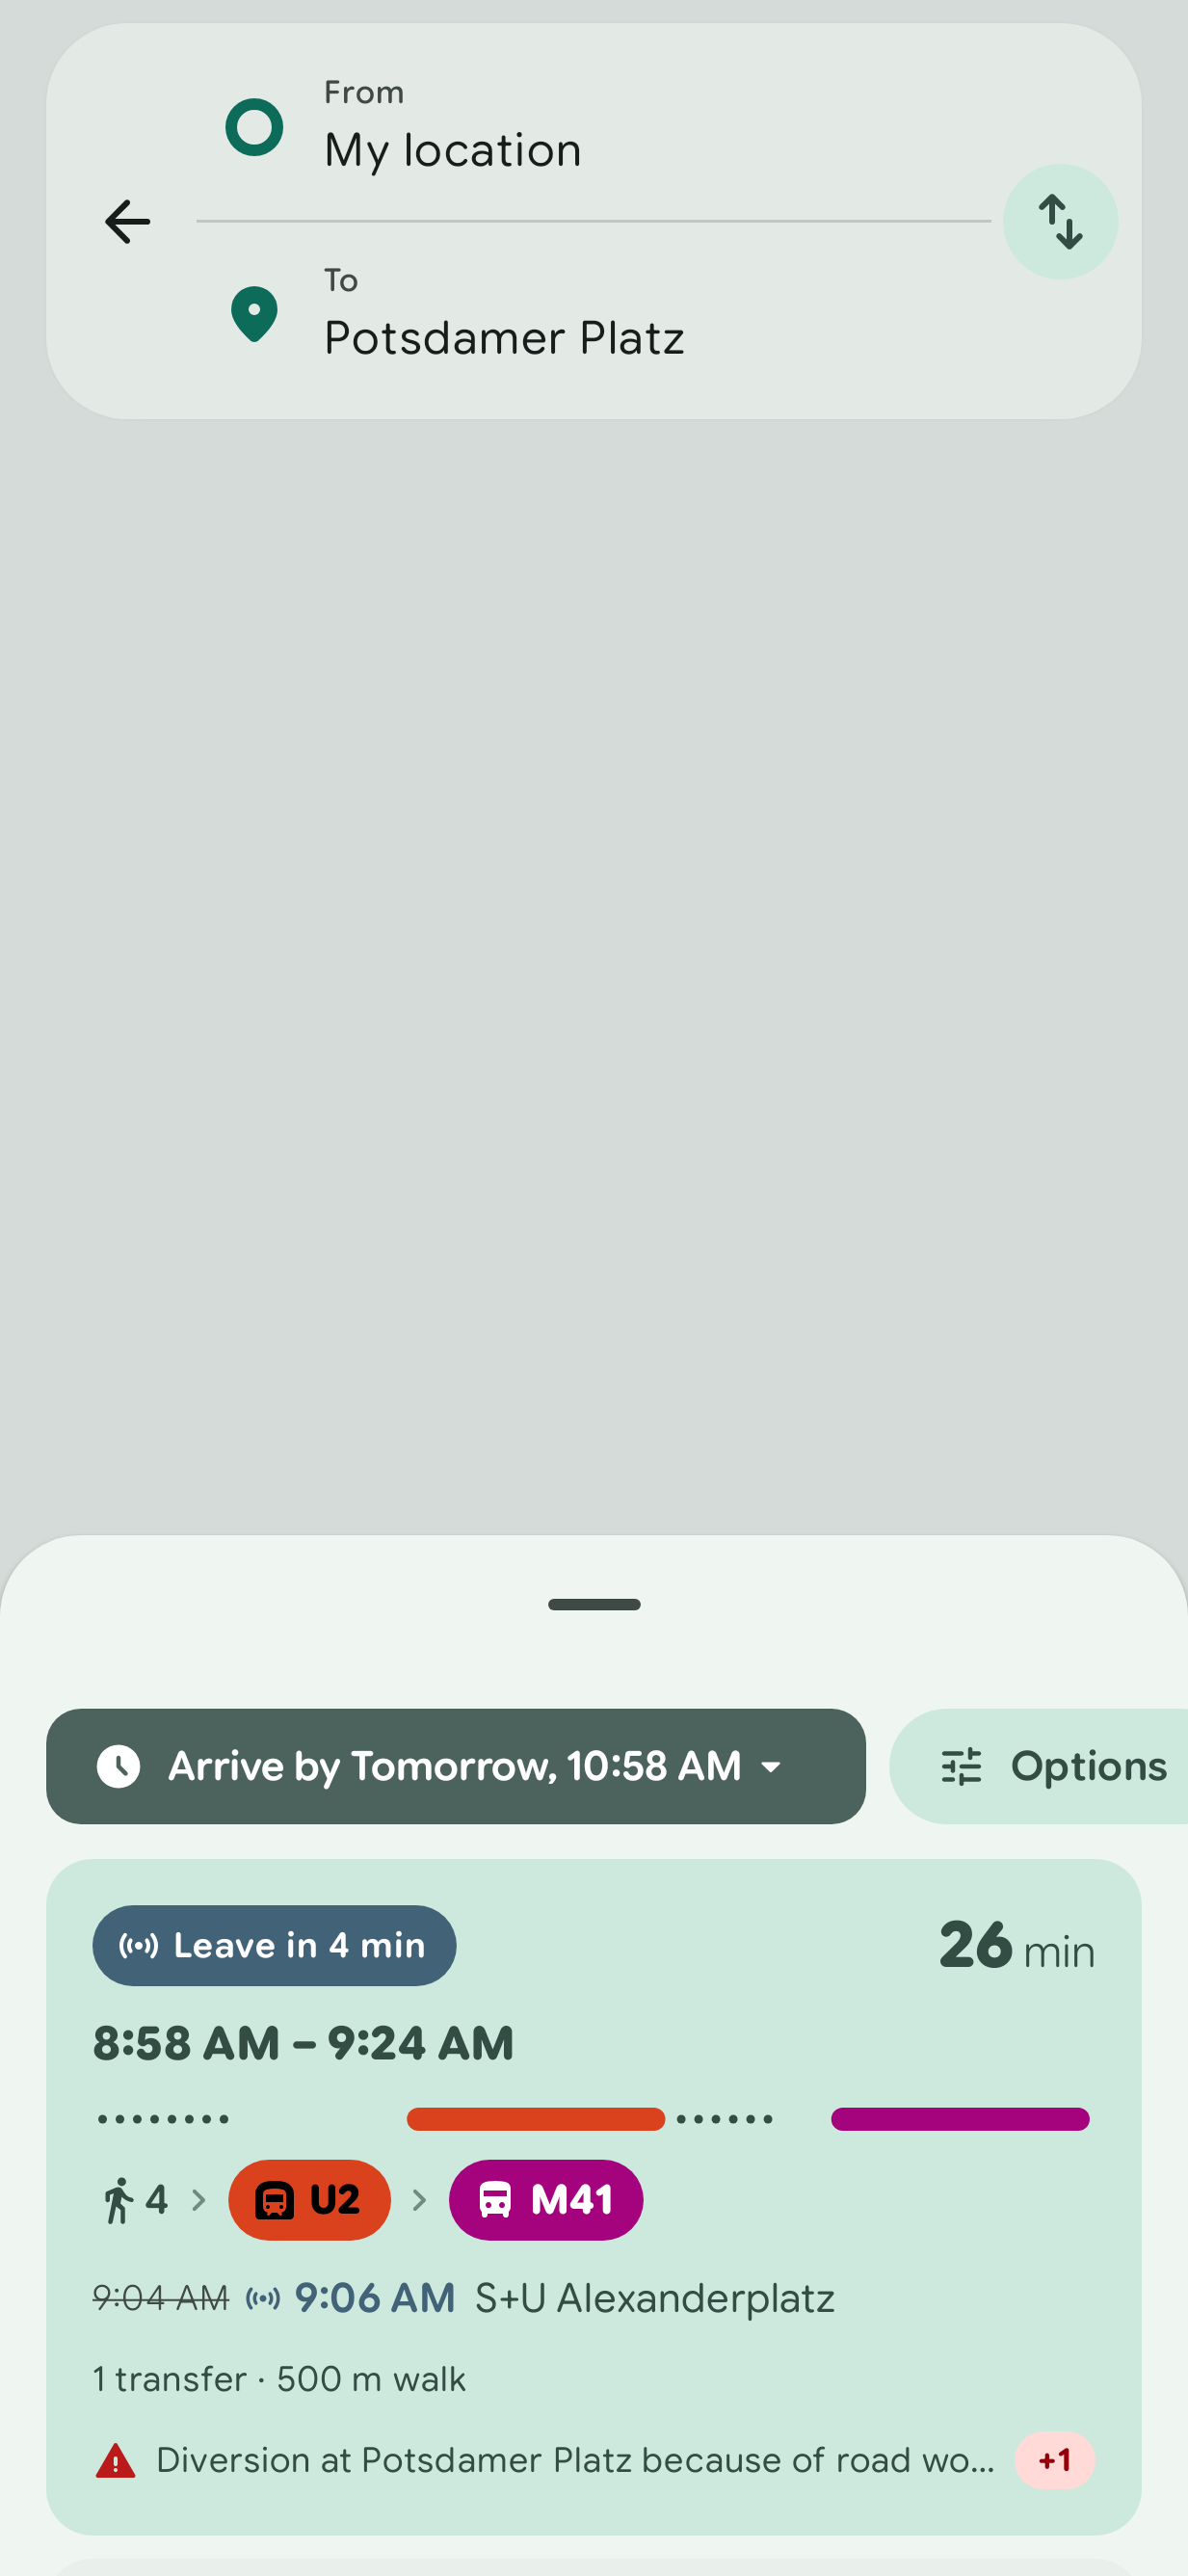 From
My location
To
Potsdamer Platz
Arrive by Tomorrow, 10:58 AM
Options
Leave in 4 min
26 min
8:58 AM – 9:24 AM
4 U2 M41
9:04 AM 9:06 AM S+U Alexanderplatz
1 transfer · 500 m walk
Diversion at Potsdamer Platz because of road wo... +1